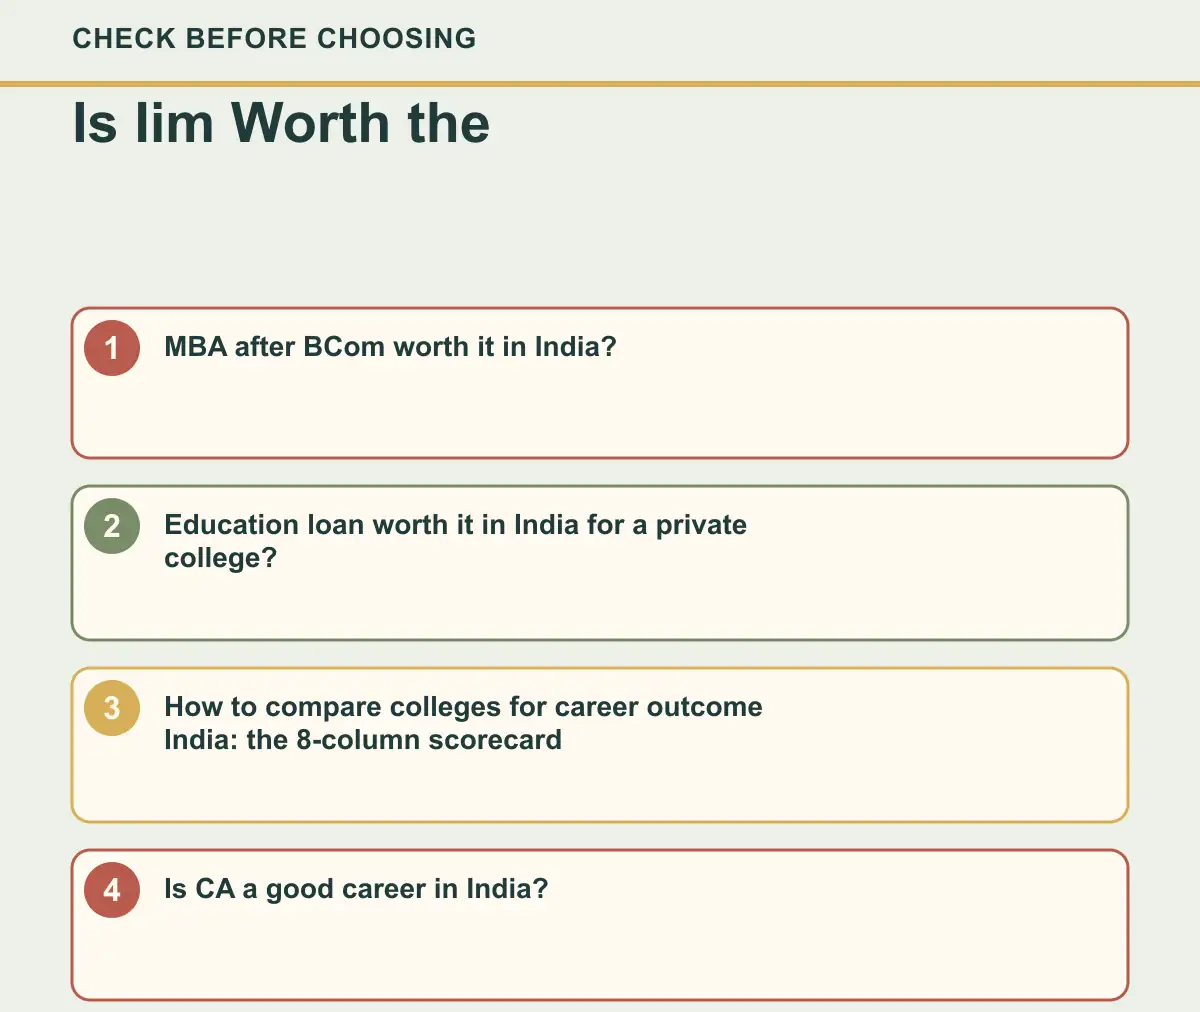 CHECK BEFORE CHOOSING
Is Iim Worth the
1
MBA after BCom worth it in India?
2
Education loan worth it in India for a private
college?
3
How to compare colleges for career outcome
India: the 8-column scorecard
4
Is CA a good career in India?